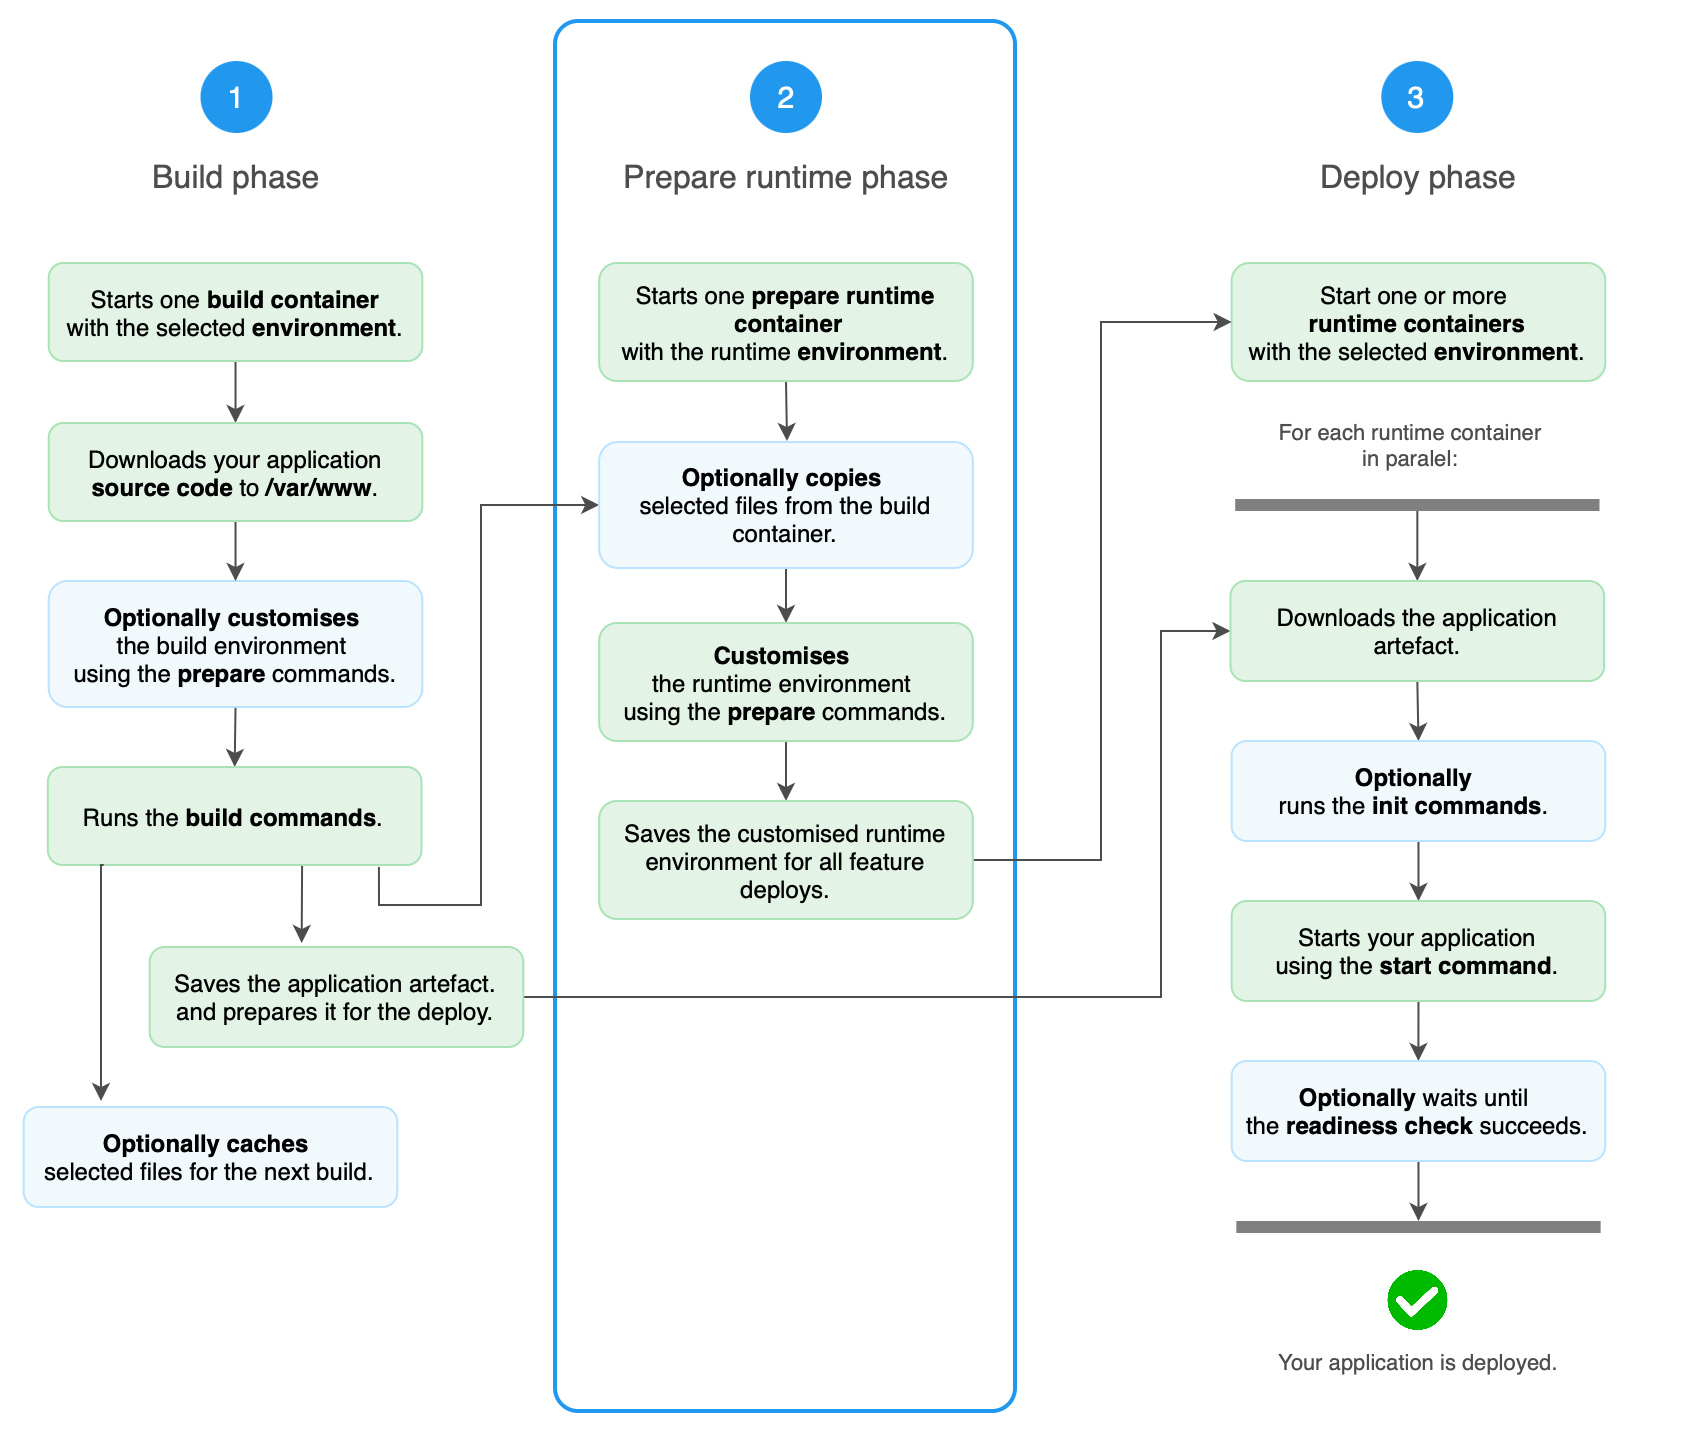 1
Build phase
Starts one build container
with the selected environment.
Downloads your application
source code to /var/www.
Optionally customises
the build environment
using the prepare commands.
Runs the build commands.
Saves the application artefact.
and prepares it for the deploy.
Optionally caches
selected files for the next build.
2
Prepare runtime phase
Starts one prepare runtime
container
with the runtime environment.
Optionally copies
selected files from the build
container.
Customises
the runtime environment
using the prepare commands.
Saves the customised runtime
environment for all feature
deploys.
3
Deploy phase
Start one or more
runtime containers
with the selected environment.
For each runtime container
in paralel:
Downloads the application
artefact.
Optionally
runs the init commands.
Starts your application
using the start command.
Optionally waits until
the readiness check succeeds.
Your application is deployed.